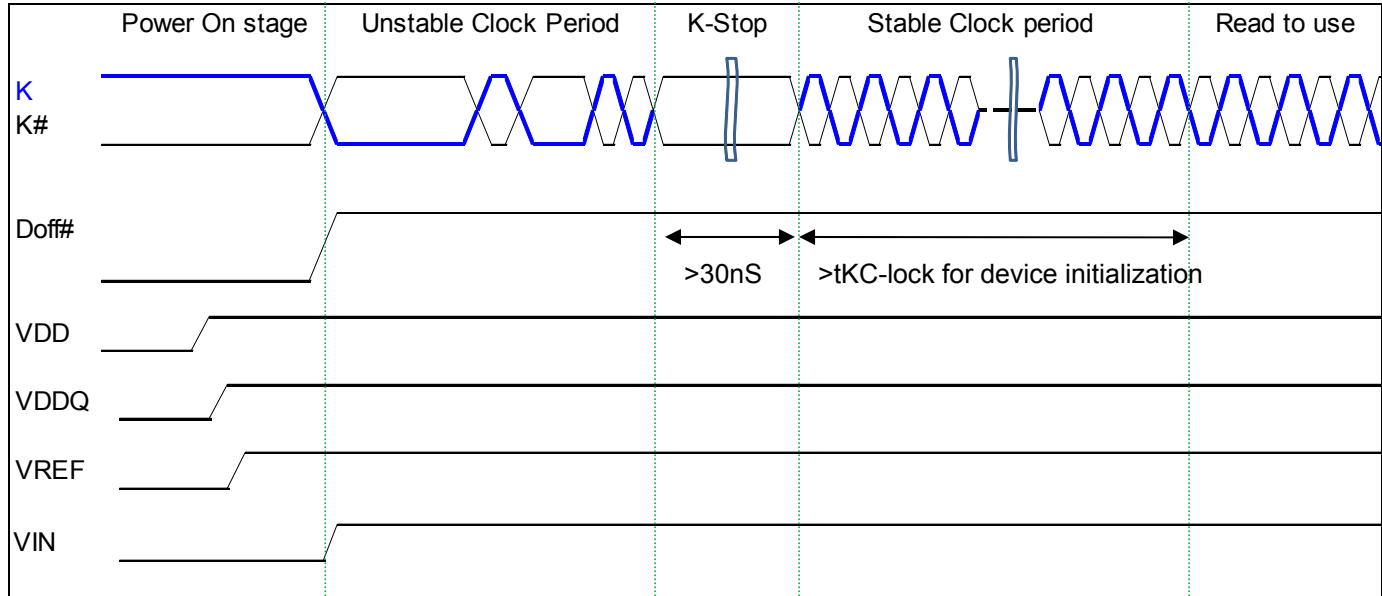 Power On stage Unstable Clock Period K-Stop Stable Clock period Read to use
K
K#
Doff#
>30nS >tKC-lock for device initialization
VDD
VDDQ
VREF
VIN